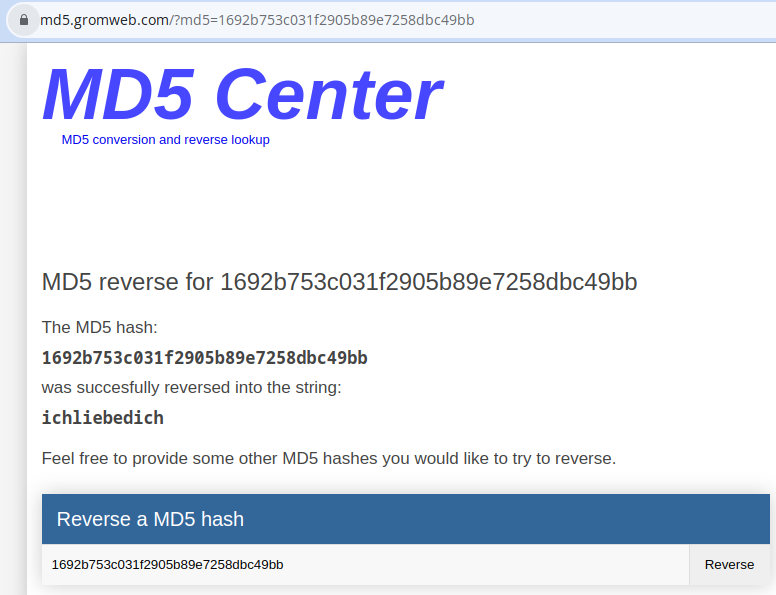 md5.gromweb.com/?md5=1692b753c031f2905b89e7258dbc49bb
MD5 Center
MD5 conversion and reverse lookup
MD5 reverse for 1692b753c031f2905b89e7258dbc49bb
The MD5 hash:
1692b753c031f2905b89e7258dbc49bb
was succesfully reversed into the string:
ichliebedich
Feel free to provide some other MD5 hashes you would like to try to reverse.
Reverse a MD5 hash
1692b753c031f2905b89e7258dbc49bb Reverse